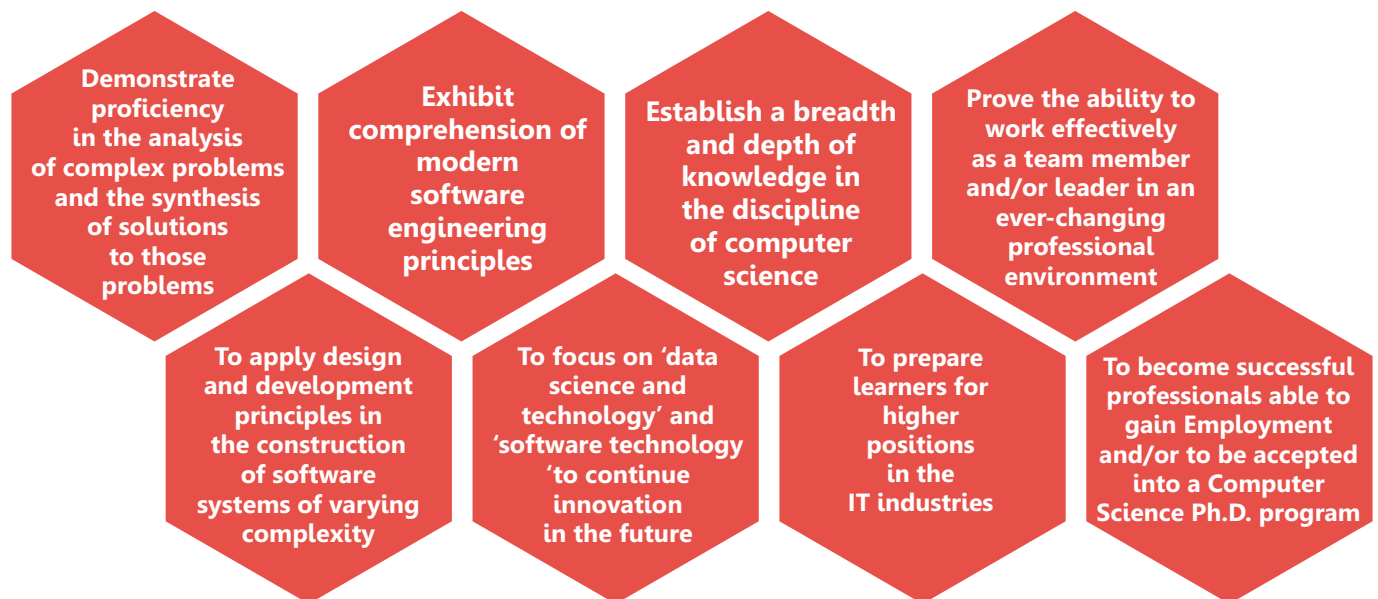 Demonstrate
proficiency
in the analysis
of complex problems
and the synthesis
of solutions
to those
problems
Exhibit
comprehension of
modern
software
engineering
principles
Establish a breadth
and depth of
knowledge in
the discipline
of computer
science
Prove the ability to
work effectively
as a team member
and/or leader in an
ever-changing
professional
environment
To apply design
and development
principles in
the construction
of software
systems of varying
complexity
To focus on ‘data
science and
technology’ and
‘software technology
‘to continue
innovation
in the future
To prepare
learners for
higher
positions
in the
IT industries
To become successful
professionals able to
gain Employment
and/or to be accepted
into a Computer
Science Ph.D. program